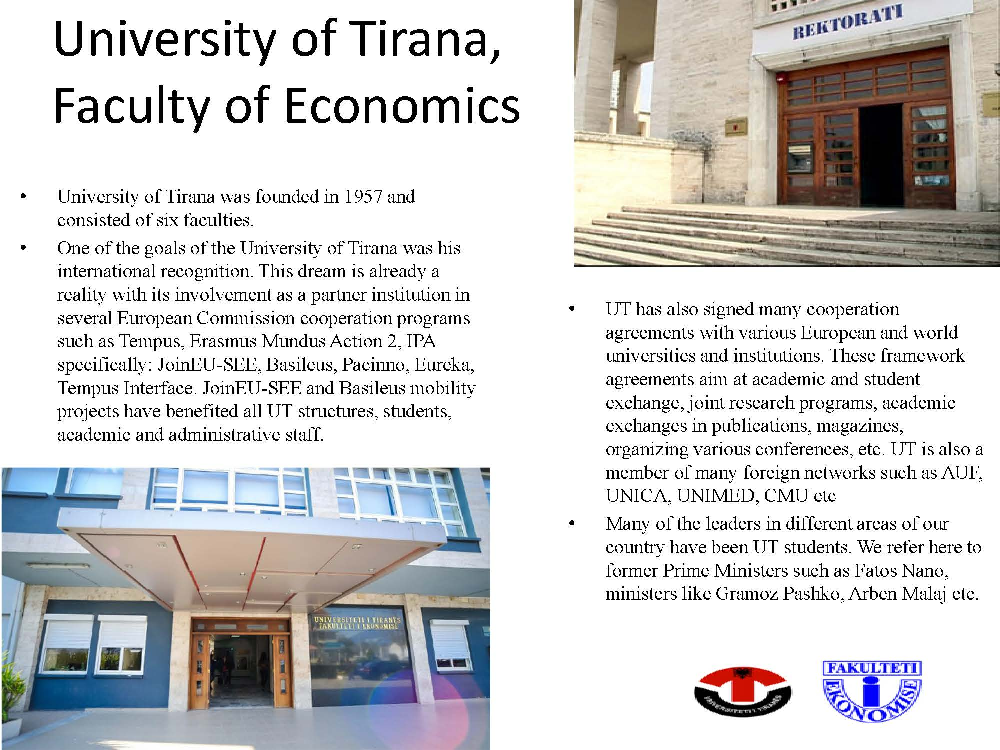 University of Tirana,
Faculty of Economics
REKTORATI
• University of Tirana was founded in 1957 and
consisted of six faculties.
• One of the goals of the University of Tirana was his
international recognition. This dream is already a
reality with its involvement as a partner institution in
several European Commission cooperation programs
such as Tempus, Erasmus Mundus Action 2, IPA
specifically: JoinEU-SEE, Basileus, Pacinno, Eureka,
Tempus Interface. JoinEU-SEE and Basileus mobility
projects have benefited all UT structures, students,
academic and administrative staff.
• UT has also signed many cooperation
agreements with various European and world
universities and institutions. These framework
agreements aim at academic and student
exchange, joint research programs, academic
exchanges in publications, magazines,
organizing various conferences, etc. UT is also a
member of many foreign networks such as AUF,
UNICA, UNIMED, CMU etc
• Many of the leaders in different areas of our
country have been UT students. We refer here to
former Prime Ministers such as Fatos Nano,
ministers like Gramoz Pashko, Arben Malaj etc.
UNIVERSITETI I TIRANËS
FAKULTETI I EKONOMISË
UNIVERSITETI I TIRANËS
FAKULTETI
EKONOMISE